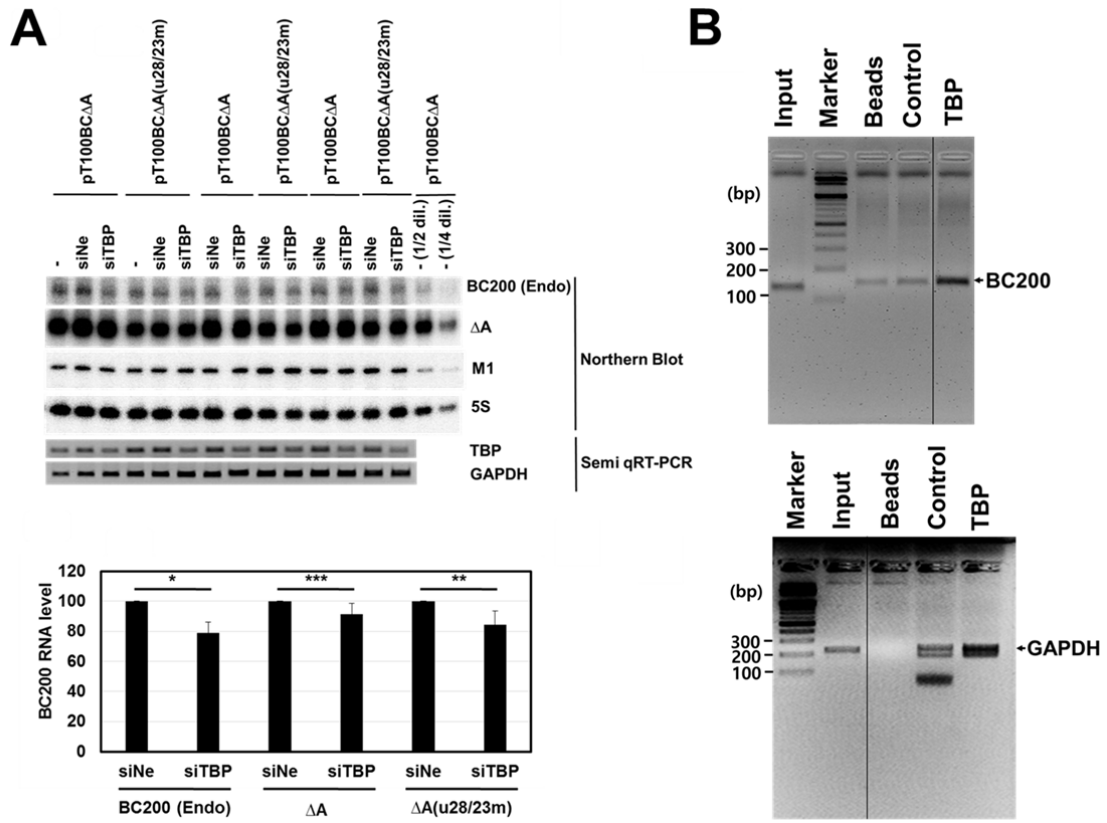 A
pT100BCΔA
pT100BCΔA(u28/23m)
pT100BCΔA
pT100BCΔA(u28/23m)
pT100BCΔA
pT100BCΔA(u28/23m)
pT100BCΔA
-
siNe
siTBP
-
siNe
siTBP
siNe
siTBP
siNe
siTBP
siNe
siTBP
siNe
siTBP
- (1/2 dil.)
- (1/4 dil.)
BC200 (Endo)
ΔA
M1
5S
Northern Blot
TBP
GAPDH
Semi qRT-PCR
BC200 RNA level
120
100
80
60
40
20
0
*
***
**
siNe siTBP siNe siTBP siNe siTBP
BC200 (Endo) ΔA ΔA(u28/23m)
B
Input
Marker
Beads
Control
TBP
(bp)
300
200
100
BC200
Marker
Input
Beads
Control
TBP
(bp)
300
200
100
GAPDH